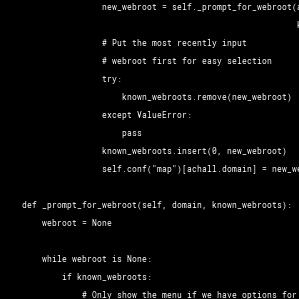 new_webroot = self._prompt_for_webroot(
# Put the most recently input
# webroot first for easy selection
try:
known_webroots.remove(new_webroot)
except ValueError:
pass
known_webroots.insert(0, new_webroot)
self.conf("map")[achall.domain] = new_we
def _prompt_for_webroot(self, domain, known_webroots):
webroot = None
while webroot is None:
if known_webroots:
# Only show the menu if we have options for